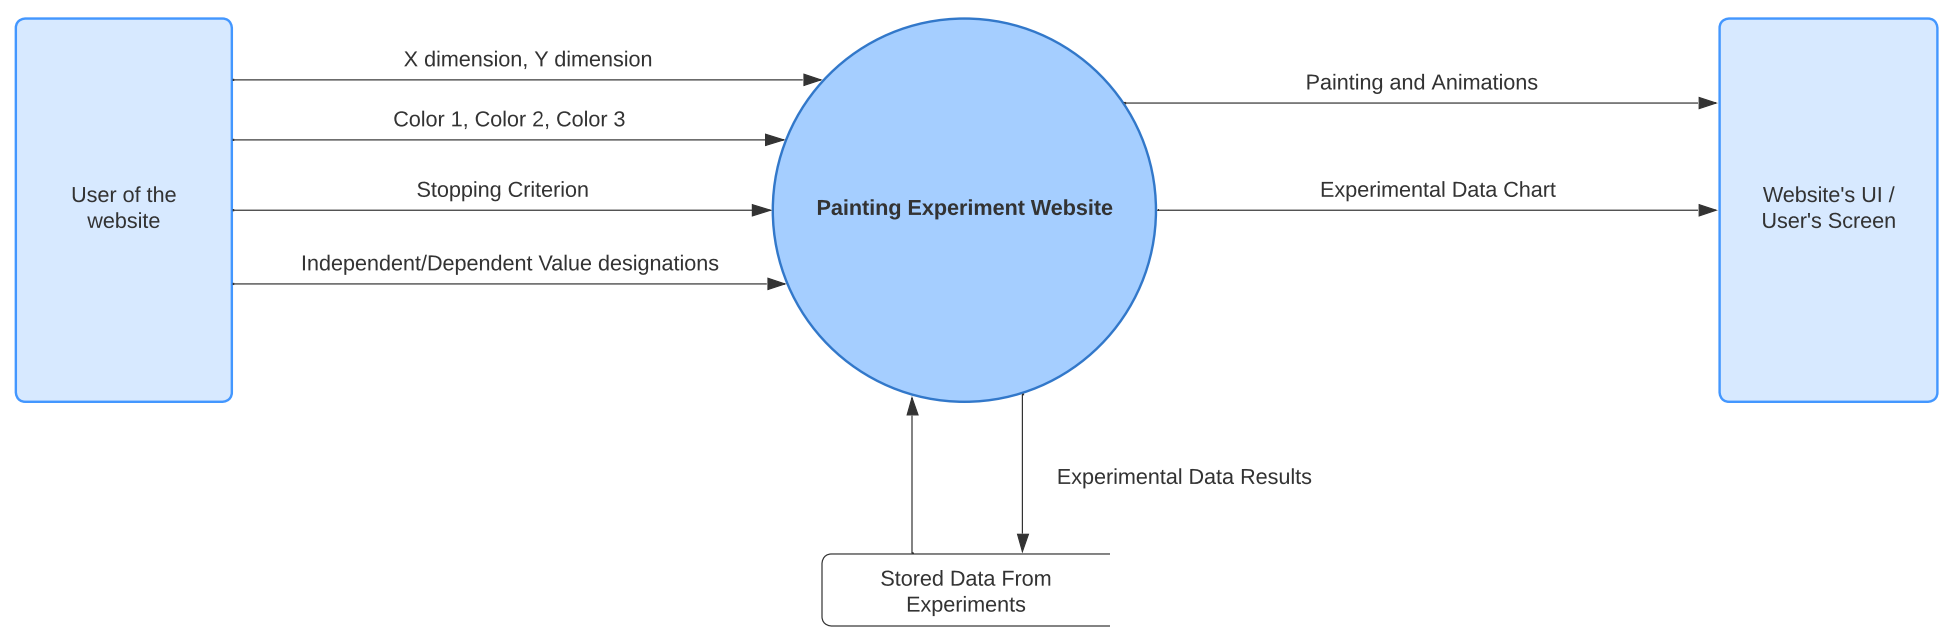 User of the
website
X dimension, Y dimension
Color 1, Color 2, Color 3
Stopping Criterion
Independent/Dependent Value designations
Painting Experiment Website
Painting and Animations
Experimental Data Chart
Website's UI /
User's Screen
Experimental Data Results
Stored Data From
Experiments